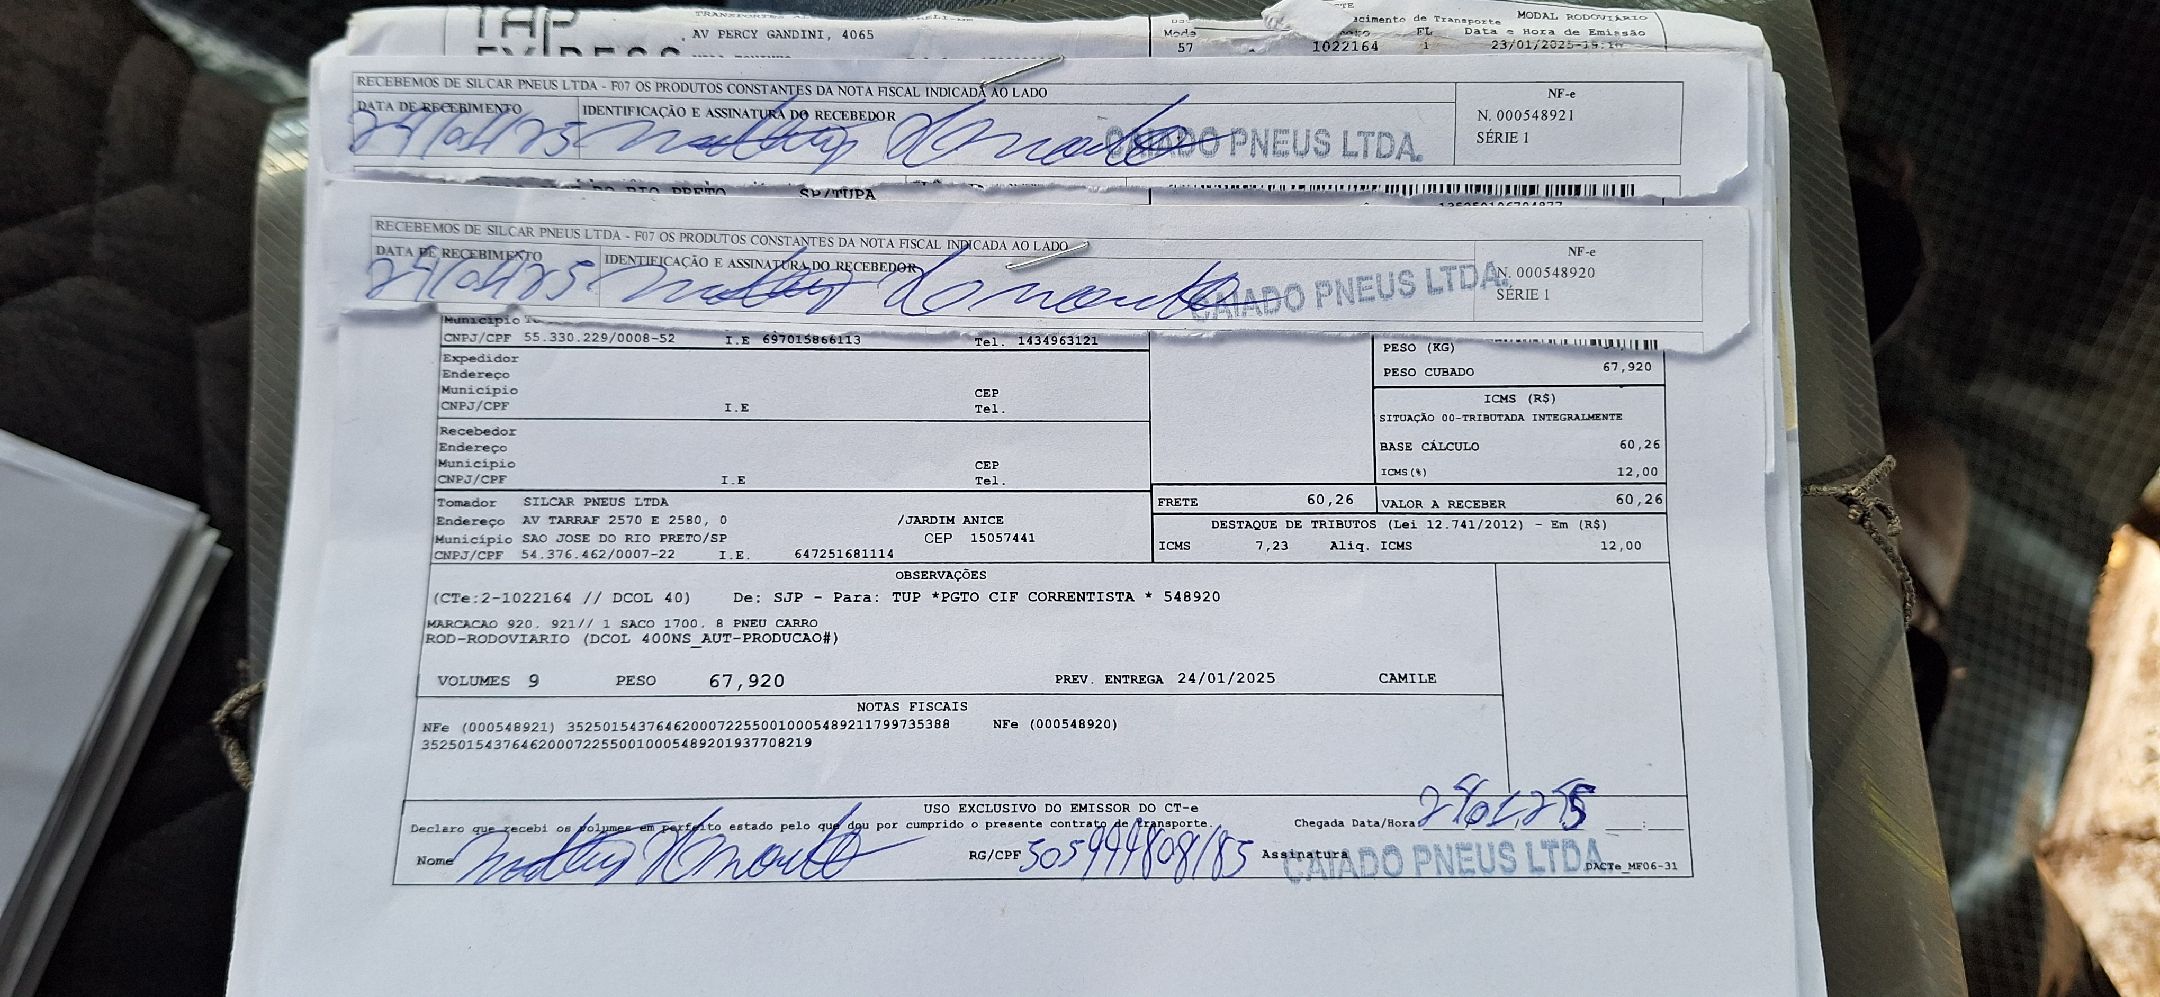 TRANSPORTES
EXPRESS
AV PERCY GANDINI, 4065
cimento de Transporte MODAL RODOVIÁRIO
FL Data e Hora de Emissão
57 1022164 1 23/01/2025-
RECEBEMOS DE SILCAR PNEUS LTDA - F07 OS PRODUTOS CONSTANTES DA NOTA FISCAL INDICADA AO LADO
NF-e
DATA DE RECEBIMENTO IDENTIFICAÇÃO E ASSINATURA DO RECEBEDOR
N. 000548921
24/01/25 CAIADO PNEUS LTDA.
SÉRIE 1
DO RIO PRETO SP/TUPA
RECEBEMOS DE SILCAR PNEUS LTDA - F07 OS PRODUTOS CONSTANTES DA NOTA FISCAL INDICADA AO LADO
NF-e
DATA DE RECEBIMENTO IDENTIFICAÇÃO E ASSINATURA DO RECEBEDOR
N. 000548920
24/01/25 CAIADO PNEUS LTDA.
SÉRIE 1
Município
CNPJ/CPF 55.330.229/0008-52 I.E 697015866113 Tel. 1434963121
PESO (KG)
PESO CUBADO 67,920
Expedidor
Endereço
Município CEP
CNPJ/CPF I.E Tel.
ICMS (R$)
SITUAÇÃO 00-TRIBUTADA INTEGRALMENTE
BASE CÁLCULO 60,26
ICMS(%) 12,00
Recebedor
Endereço
Município CEP
CNPJ/CPF I.E Tel.
Tomador SILCAR PNEUS LTDA
Endereço AV TARRAF 2570 E 2580, 0 /JARDIM ANICE
Município SAO JOSE DO RIO PRETO/SP CEP 15057441
CNPJ/CPF 54.376.462/0007-22 I.E. 647251681114
FRETE 60,26 VALOR A RECEBER 60,26
DESTAQUE DE TRIBUTOS (Lei 12.741/2012) - Em (R$)
ICMS 7,23 Aliq. ICMS 12,00
OBSERVAÇÕES
(CTe:2-1022164 // DCOL 40) De: SJP - Para: TUP *PGTO CIF CORRENTISTA * 548920
MARCACAO 920. 921// 1 SACO 1700. 8 PNEU CARRO
ROD-RODOVIARIO (DCOL 400NS_AUT-PRODUCAO#)
VOLUMES 9 PESO 67,920 PREV. ENTREGA 24/01/2025 CAMILE
NOTAS FISCAIS
NFe (000548921) 35250154376462000722550010005489211799735388 NFe (000548920)
35250154376462000722550010005489201937708219
USO EXCLUSIVO DO EMISSOR DO CT-e
Declaro que recebi os volumes em perfeito estado pelo que dou por cumprido o presente contrato de transporte. Chegada Data/Hora
Nome RG/CPF Assinatura CAIADO PNEUS LTDA
DACTe_MF06-31